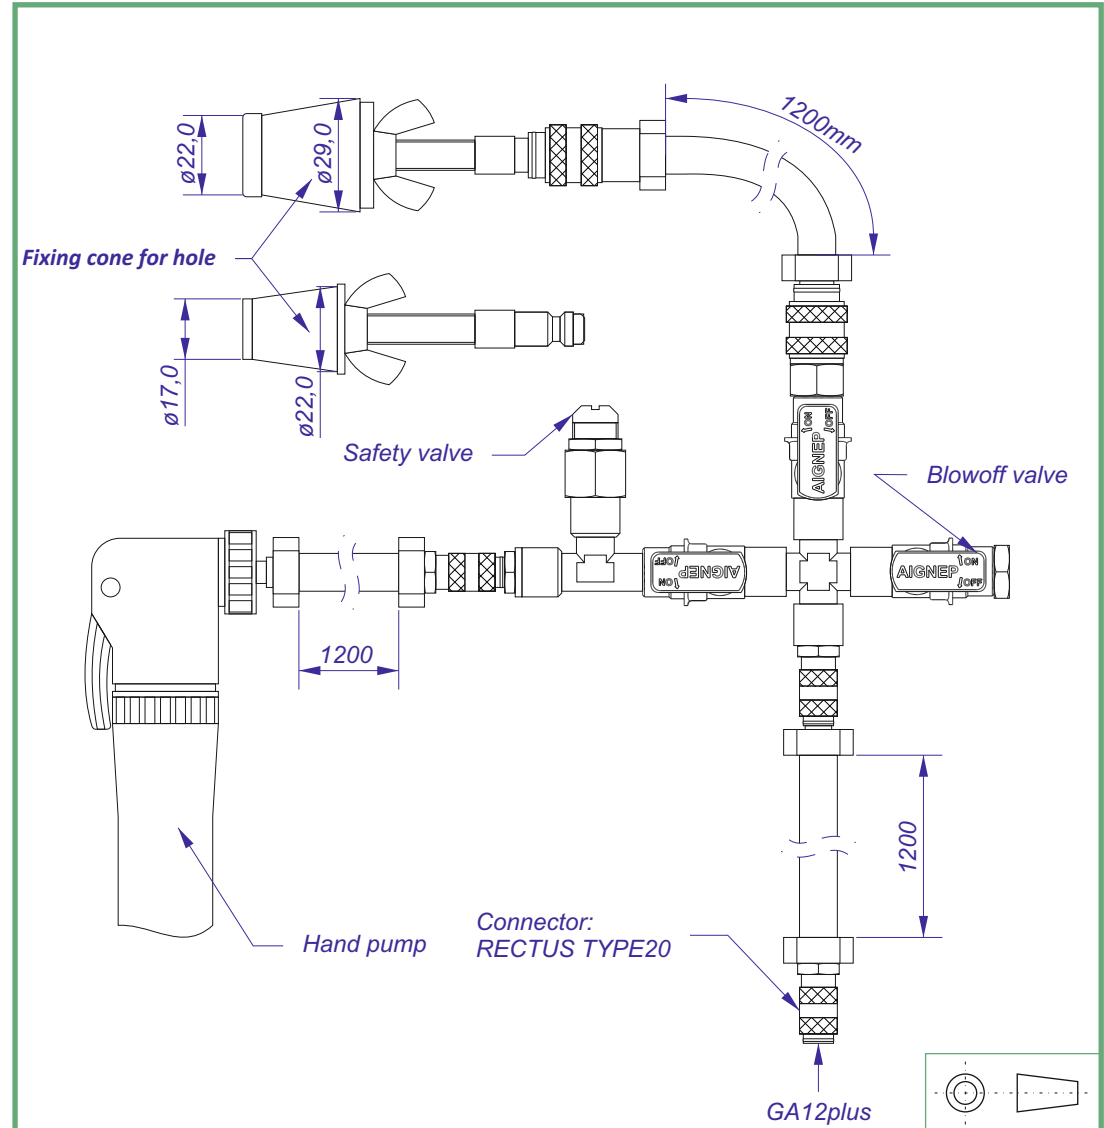 1200mm
ø22,0
ø29,0
Fixing cone for hole
ø17,0
ø22,0
Safety valve
ON
OFF
AIGNEP
Blowoff valve
OFF
ON
AIGNEP
AIGNEP
ON
OFF
1200
1200
Connector:
RECTUS TYPE20
Hand pump
GA12plus